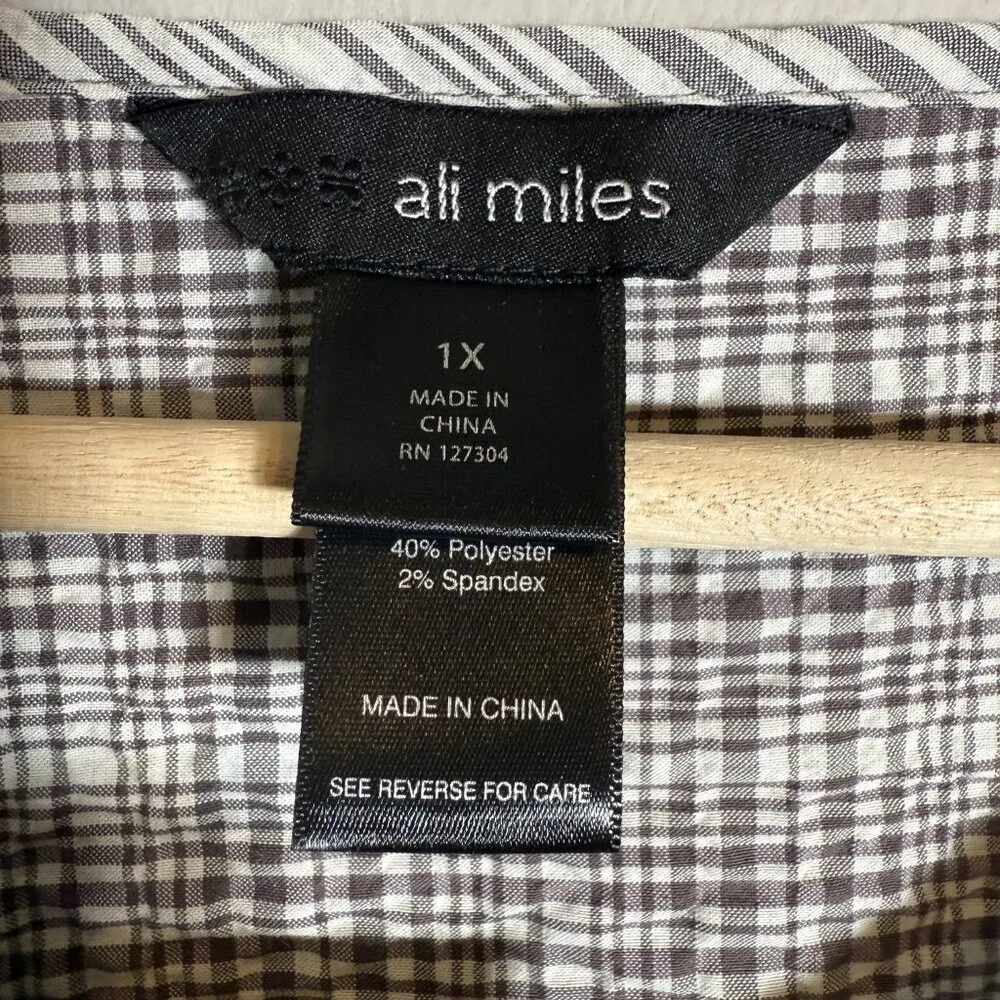 ali miles
1X
MADE IN
CHINA
RN 127304
40% Polyester
2% Spandex
MADE IN CHINA
SEE REVERSE FOR CARE